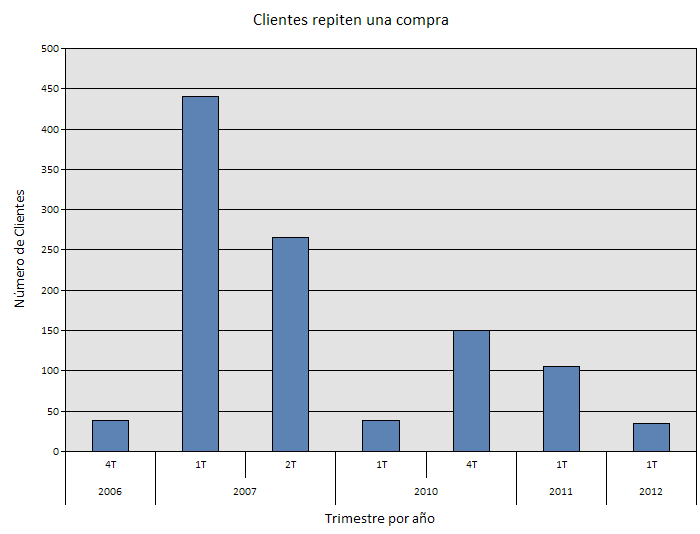 Clientes repiten una compra
500
450
400
350
300
250
200
150
100
50
0
Número de Clientes
4T 1T 2T 1T 4T 1T 1T
2006 2007 2010 2011 2012
Trimestre por año